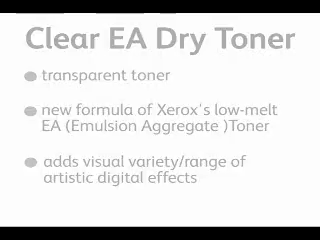 Clear EA Dry Toner
transparent toner
new formula of Xerox's low-melt
EA (Emulsion Aggregate )Toner
adds visual variety/range of
artistic digital effects